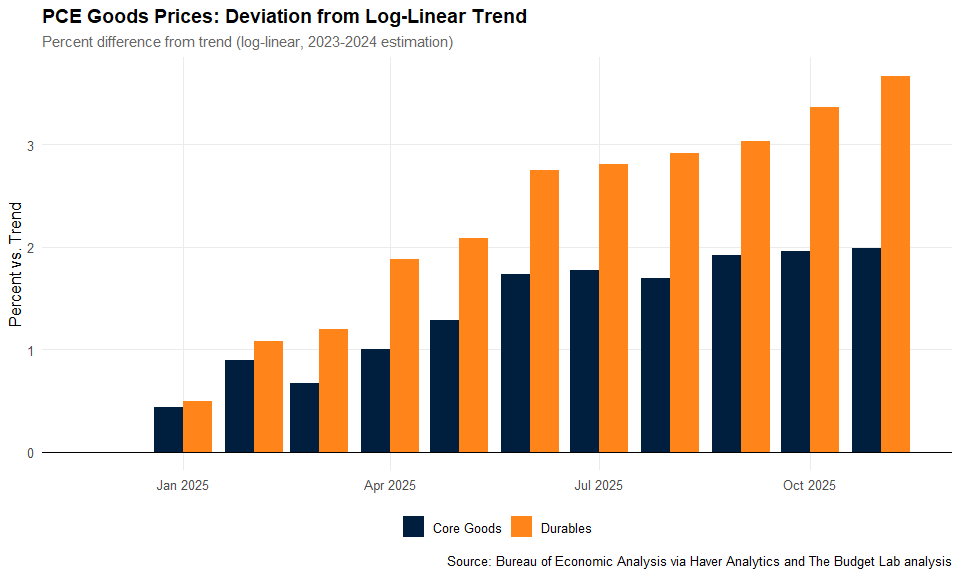 PCE Goods Prices: Deviation from Log-Linear Trend
Percent difference from trend (log-linear, 2023-2024 estimation)
Percent vs. Trend
3
2
1
0
Jan 2025
Apr 2025
Jul 2025
Oct 2025
Core Goods
Durables
Source: Bureau of Economic Analysis via Haver Analytics and The Budget Lab analysis